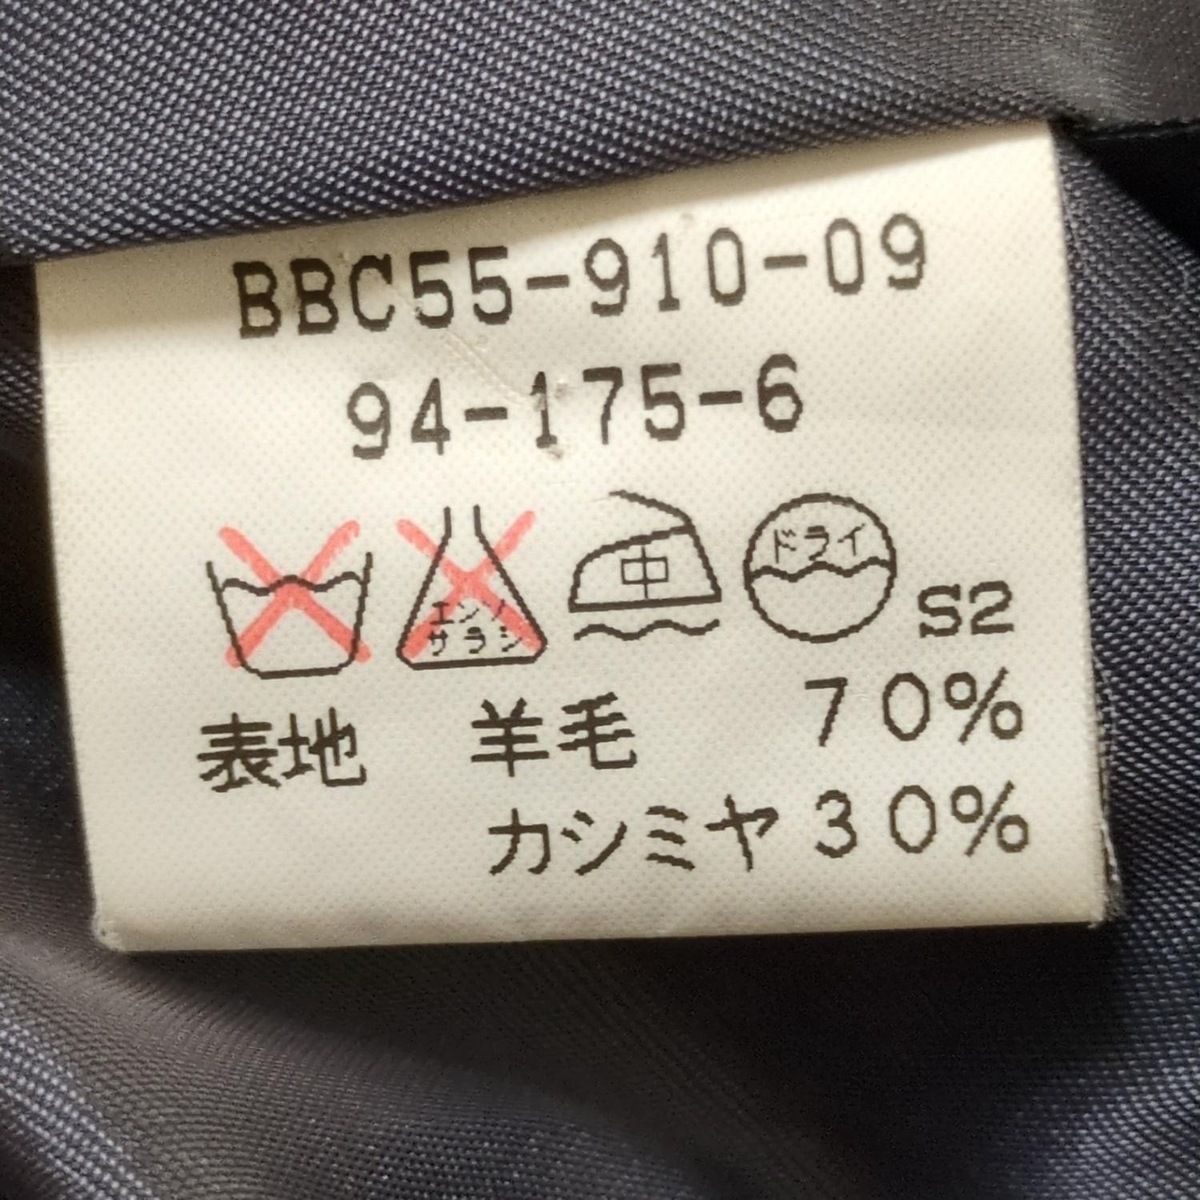 BBC55-910-09
94-175-6
エンソ
サラシ
中
ドライ
S2
表地 羊毛 70%
カシミヤ 30%